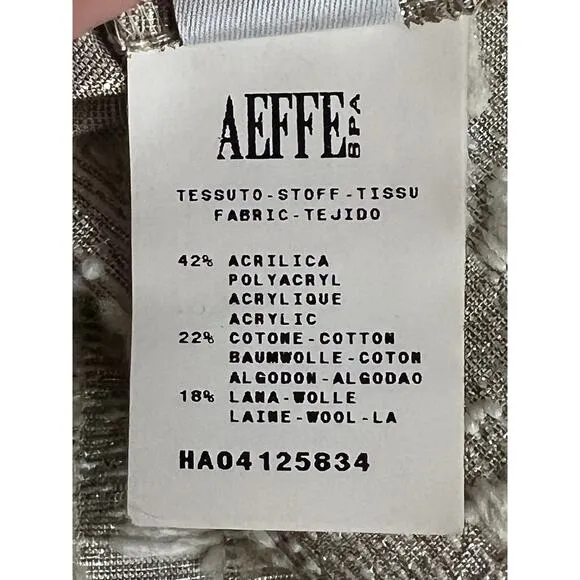 AEFFE SPA
TESSUTO-STOFF-TISSU
FABRIC-TEJIDO
42% ACRILICA
POLYACRYL
ACRYLIQUE
ACRYLIC
22% COTONE-COTTON
BAUMWOLLE-COTON
ALGODON-ALGODAO
18% LANA-WOLLE
LAINE-WOOL-LA
HA04125834